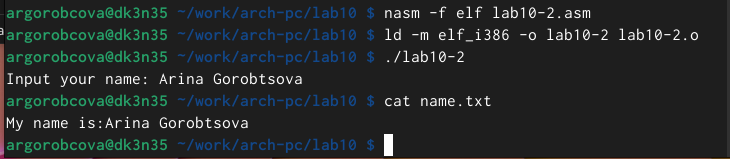 argorobcova@dk3n35 ~/work/arch-pc/lab10 $ nasm -f elf lab10-2.asm
argorobcova@dk3n35 ~/work/arch-pc/lab10 $ ld -m elf_i386 -o lab10-2 lab10-2.o
argorobcova@dk3n35 ~/work/arch-pc/lab10 $ ./lab10-2
Input your name: Arina Gorobtsova
argorobcova@dk3n35 ~/work/arch-pc/lab10 $ cat name.txt
My name is:Arina Gorobtsova
argorobcova@dk3n35 ~/work/arch-pc/lab10 $